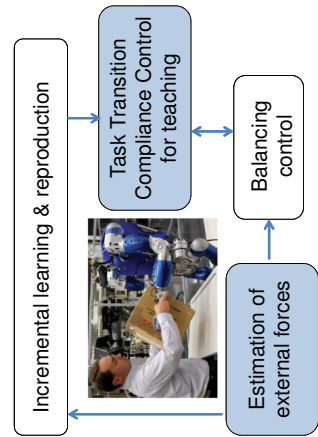 Incremental learning & reproduction
Task Transition
Compliance Control
for teaching
Estimation of
external forces
Balancing
control